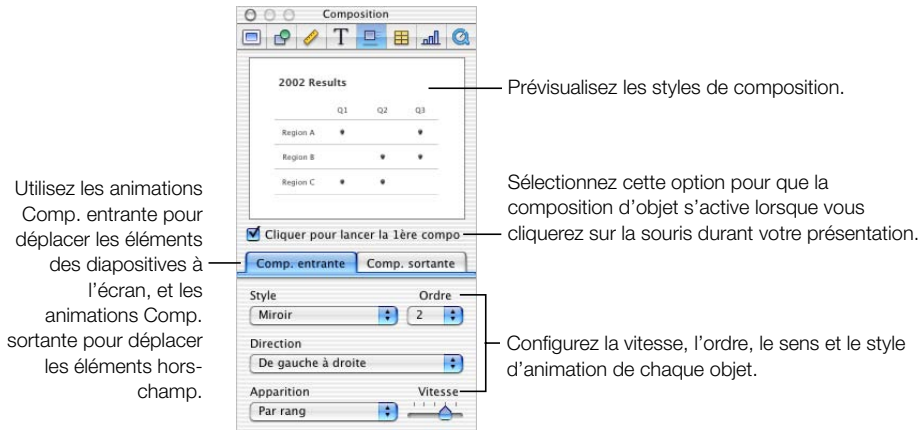 Composition
T
2002 Results
Q1 Q2 Q3
Region A
Region B
Region C
Cliquer pour lancer la 1ère compo
Comp. entrante Comp. sortante
Style Ordre
Miroir 2
Direction
De gauche à droite
Apparition Vitesse
Par rang
Utilisez les animations
Comp. entrante pour
déplacer les éléments
des diapositives à
l'écran, et les
animations Comp.
sortante pour déplacer
les éléments hors-
champ.
Prévisualisez les styles de composition.
Sélectionnez cette option pour que la
composition d'objet s'active lorsque vous
cliquerez sur la souris durant votre présentation.
Configurez la vitesse, l'ordre, le sens et le style
d'animation de chaque objet.